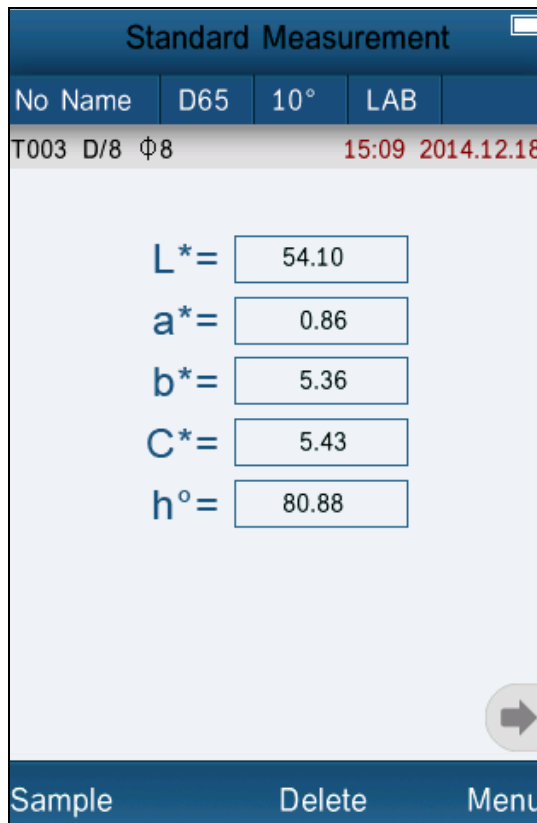 Standard Measurement
No Name D65 10° LAB
T003 D/8 Φ8 15:09 2014.12.18
L*= 54.10
a*= 0.86
b*= 5.36
C*= 5.43
h°= 80.88
Sample Delete Menu